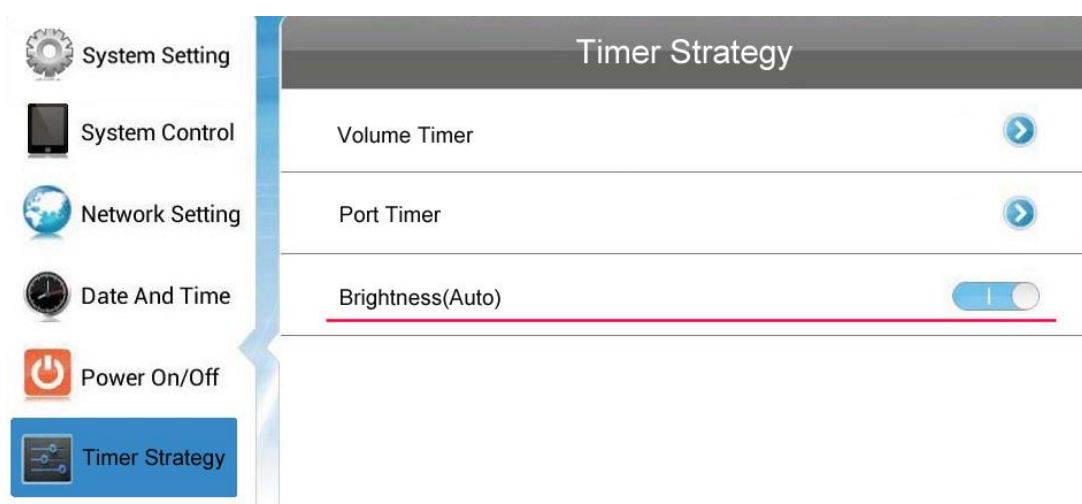 System Setting
System Control
Network Setting
Date And Time
Power On/Off
Timer Strategy
Timer Strategy
Volume Timer
Port Timer
Brightness(Auto)